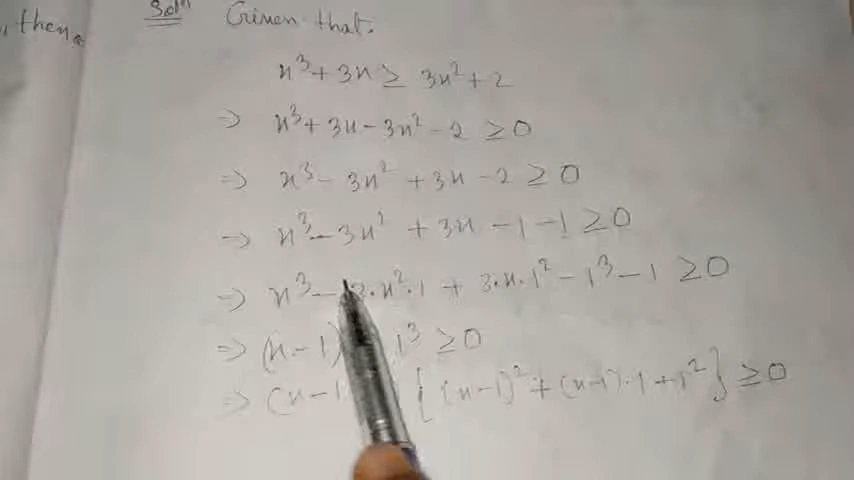 , then
Soln Given that.
x³ + 3x ≥ 3x² + 2
⇒ x³ + 3x - 3x² - 2 ≥ 0
⇒ x³ - 3x² + 3x - 2 ≥ 0
⇒ x³ - 3x² + 3x - 1 - 1 ≥ 0
⇒ x³ - 3·x²·1 + 3·x·1² - 1³ - 1 ≥ 0
⇒ (x-1) 1³ ≥ 0
⇒ (x-1 {(x-1)² + (x-1)·1 + 1²} ≥ 0